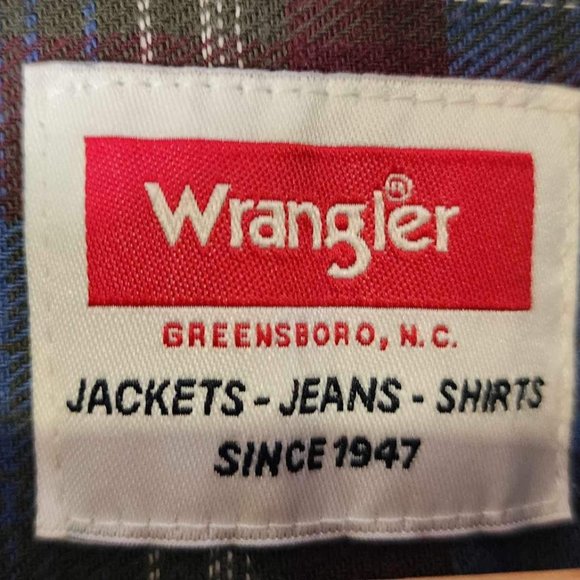 Wrangler®
GREENSBORO, N.C.
JACKETS - JEANS - SHIRTS
SINCE 1947